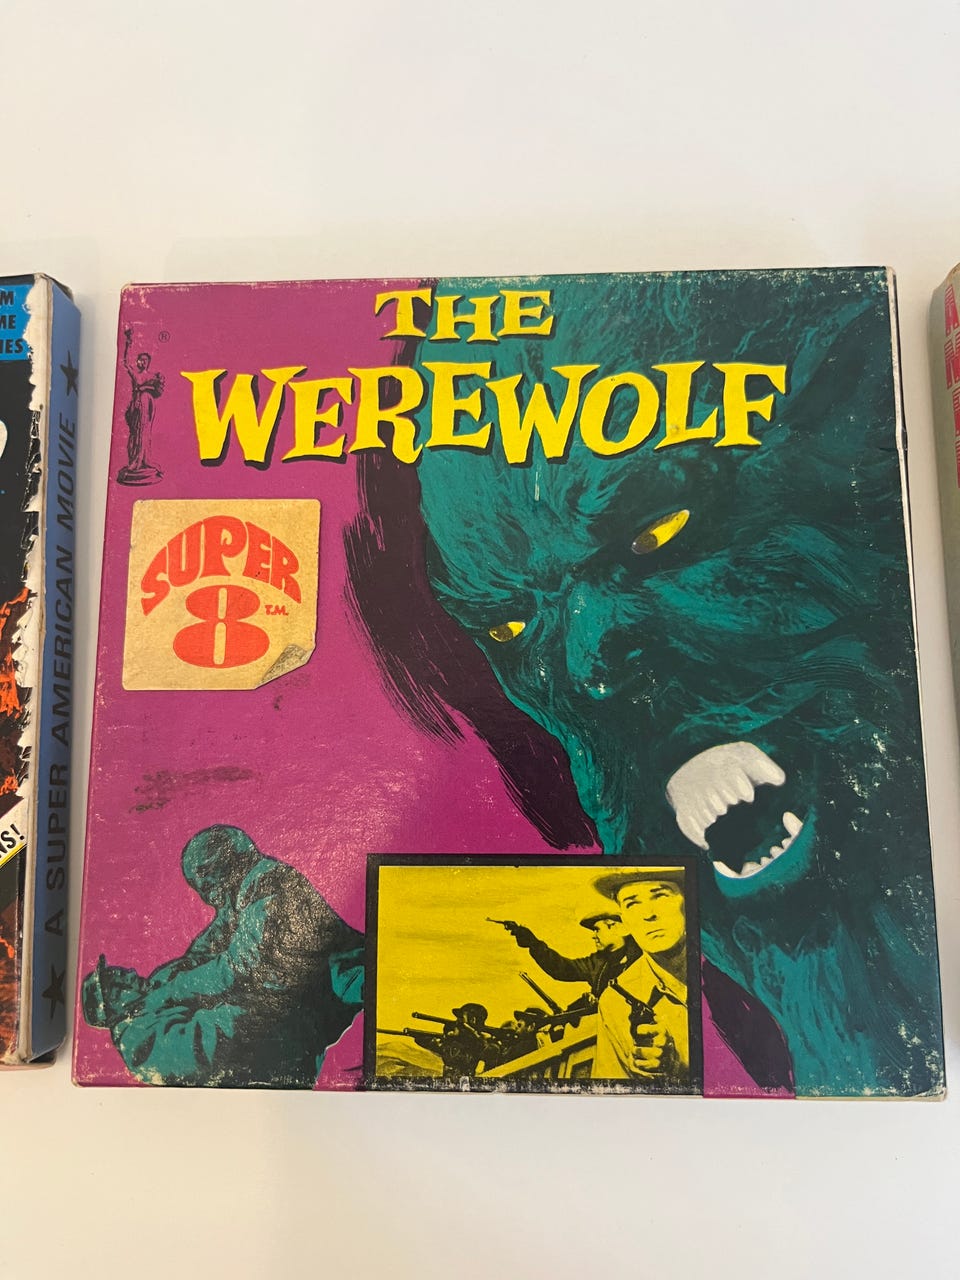 THE
WEREWOLF
®
SUPER
8 T.M.
A SUPER AMERICAN MOVIE